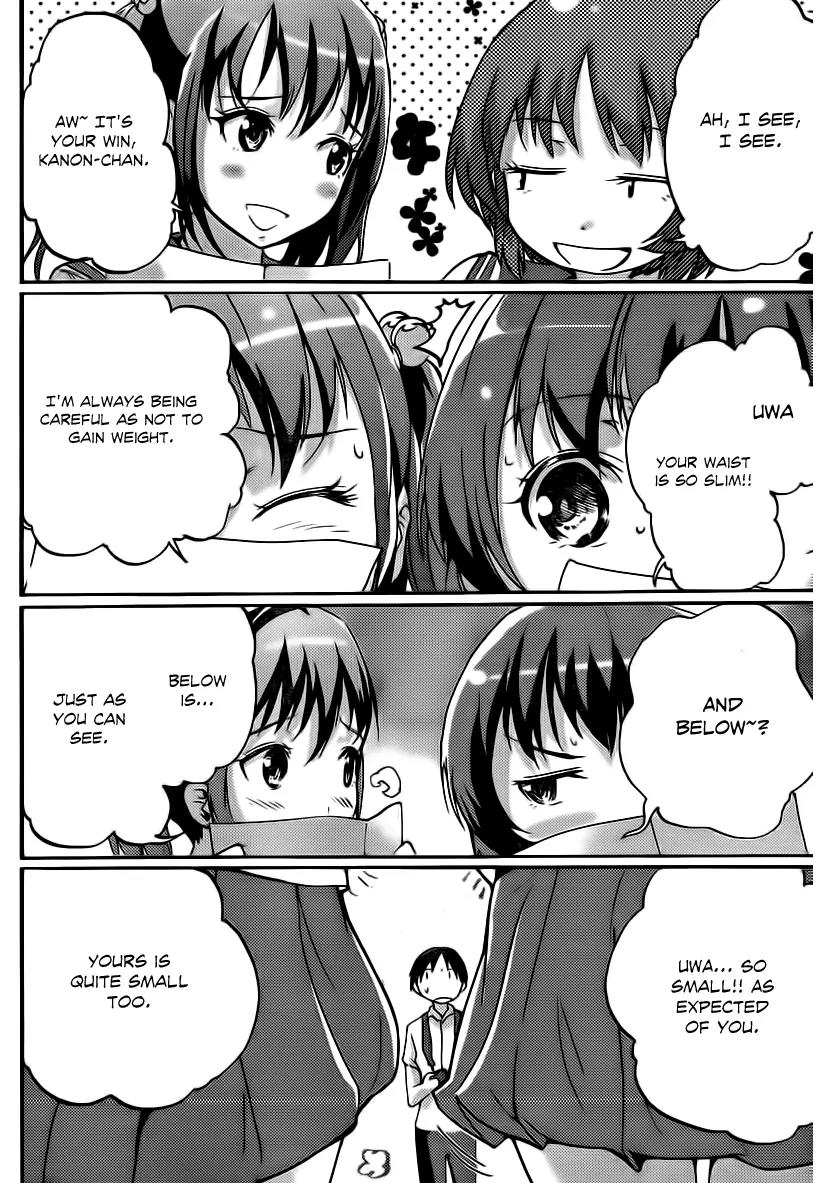 AH, I SEE,
I SEE.
AW~ IT'S
YOUR WIN,
KANON-CHAN.
UWA
YOUR WAIST
IS SO SLIM!!
I'M ALWAYS BEING
CAREFUL AS NOT TO
GAIN WEIGHT.
AND
BELOW~?
BELOW
IS...
JUST AS
YOU CAN
SEE.
UWA... SO
SMALL!! AS
EXPECTED
OF YOU.
YOURS IS
QUITE SMALL
TOO.